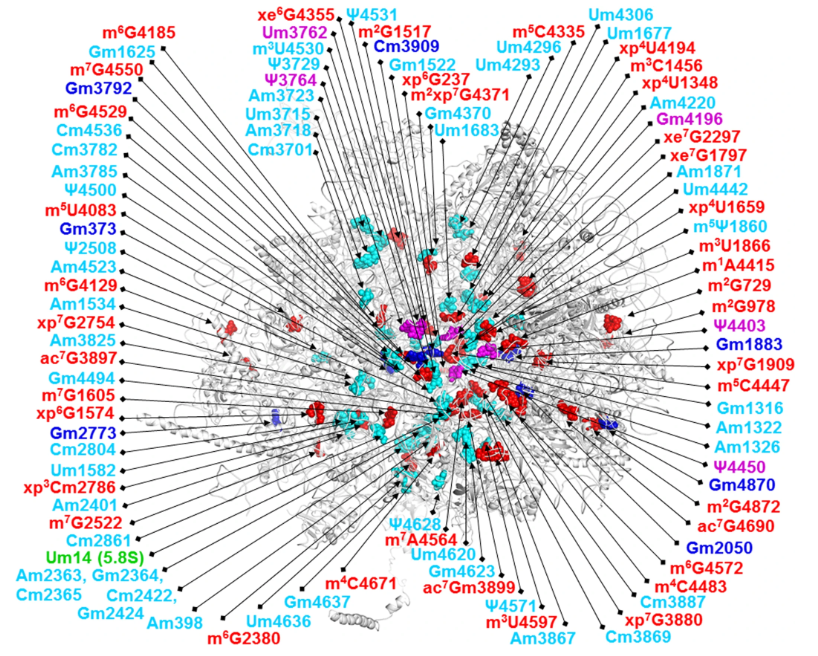 m⁶G4185
Gm1625
m⁷G4550
Gm3792
m⁶G4529
Cm4536
Cm3782
Am3785
Ψ4500
m⁵U4083
Gm373
Ψ2508
Am4523
m⁶G4129
Am1534
xp⁷G2754
Am3825
ac⁷G3897
Gm4494
m⁷G1605
xp⁶G1574
Gm2773
Cm2804
Um1582
xp³Cm2786
Am2401
m⁷G2522
Cm2861
Um14 (5.8S)
Am2363, Gm2364,
Cm2365
Cm2422,
Gm2424
Am398
m⁶G2380
Um4636
Gm4637
m⁴C4671
xe⁶G4355
Um3762
m³U4530
Ψ3729
Ψ3764
Am3723
Um3715
Am3718
Cm3701
Ψ4531
m²G1517
Cm3909
Gm1522
xp⁶G237
m²xp⁷G4371
Gm4370
Um1683
m⁵C4335
Um4296
Um4293
Um4306
Um1677
xp⁴U4194
m³C1456
xp⁴U1348
Am4220
Gm4196
xe⁷G2297
xe⁷G1797
Am1871
Um4442
xp⁴U1659
m⁵Ψ1860
m³U1866
m¹A4415
m²G729
m²G978
Ψ4403
Gm1883
xp⁷G1909
m⁵C4447
Gm1316
Am1322
Am1326
Ψ4450
Gm4870
m²G4872
ac⁷G4690
Gm2050
m⁶G4572
m⁴C4483
Cm3887
xp⁷G3880
Cm3869
Ψ4628
m⁷A4564
Um4620
Gm4623
ac⁷Gm3899
Ψ4571
m³U4597
Am3867